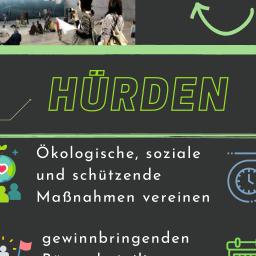 HÜRDEN
Ökologische, soziale
und schützende
Maßnahmen vereinen
gewinnbringenden